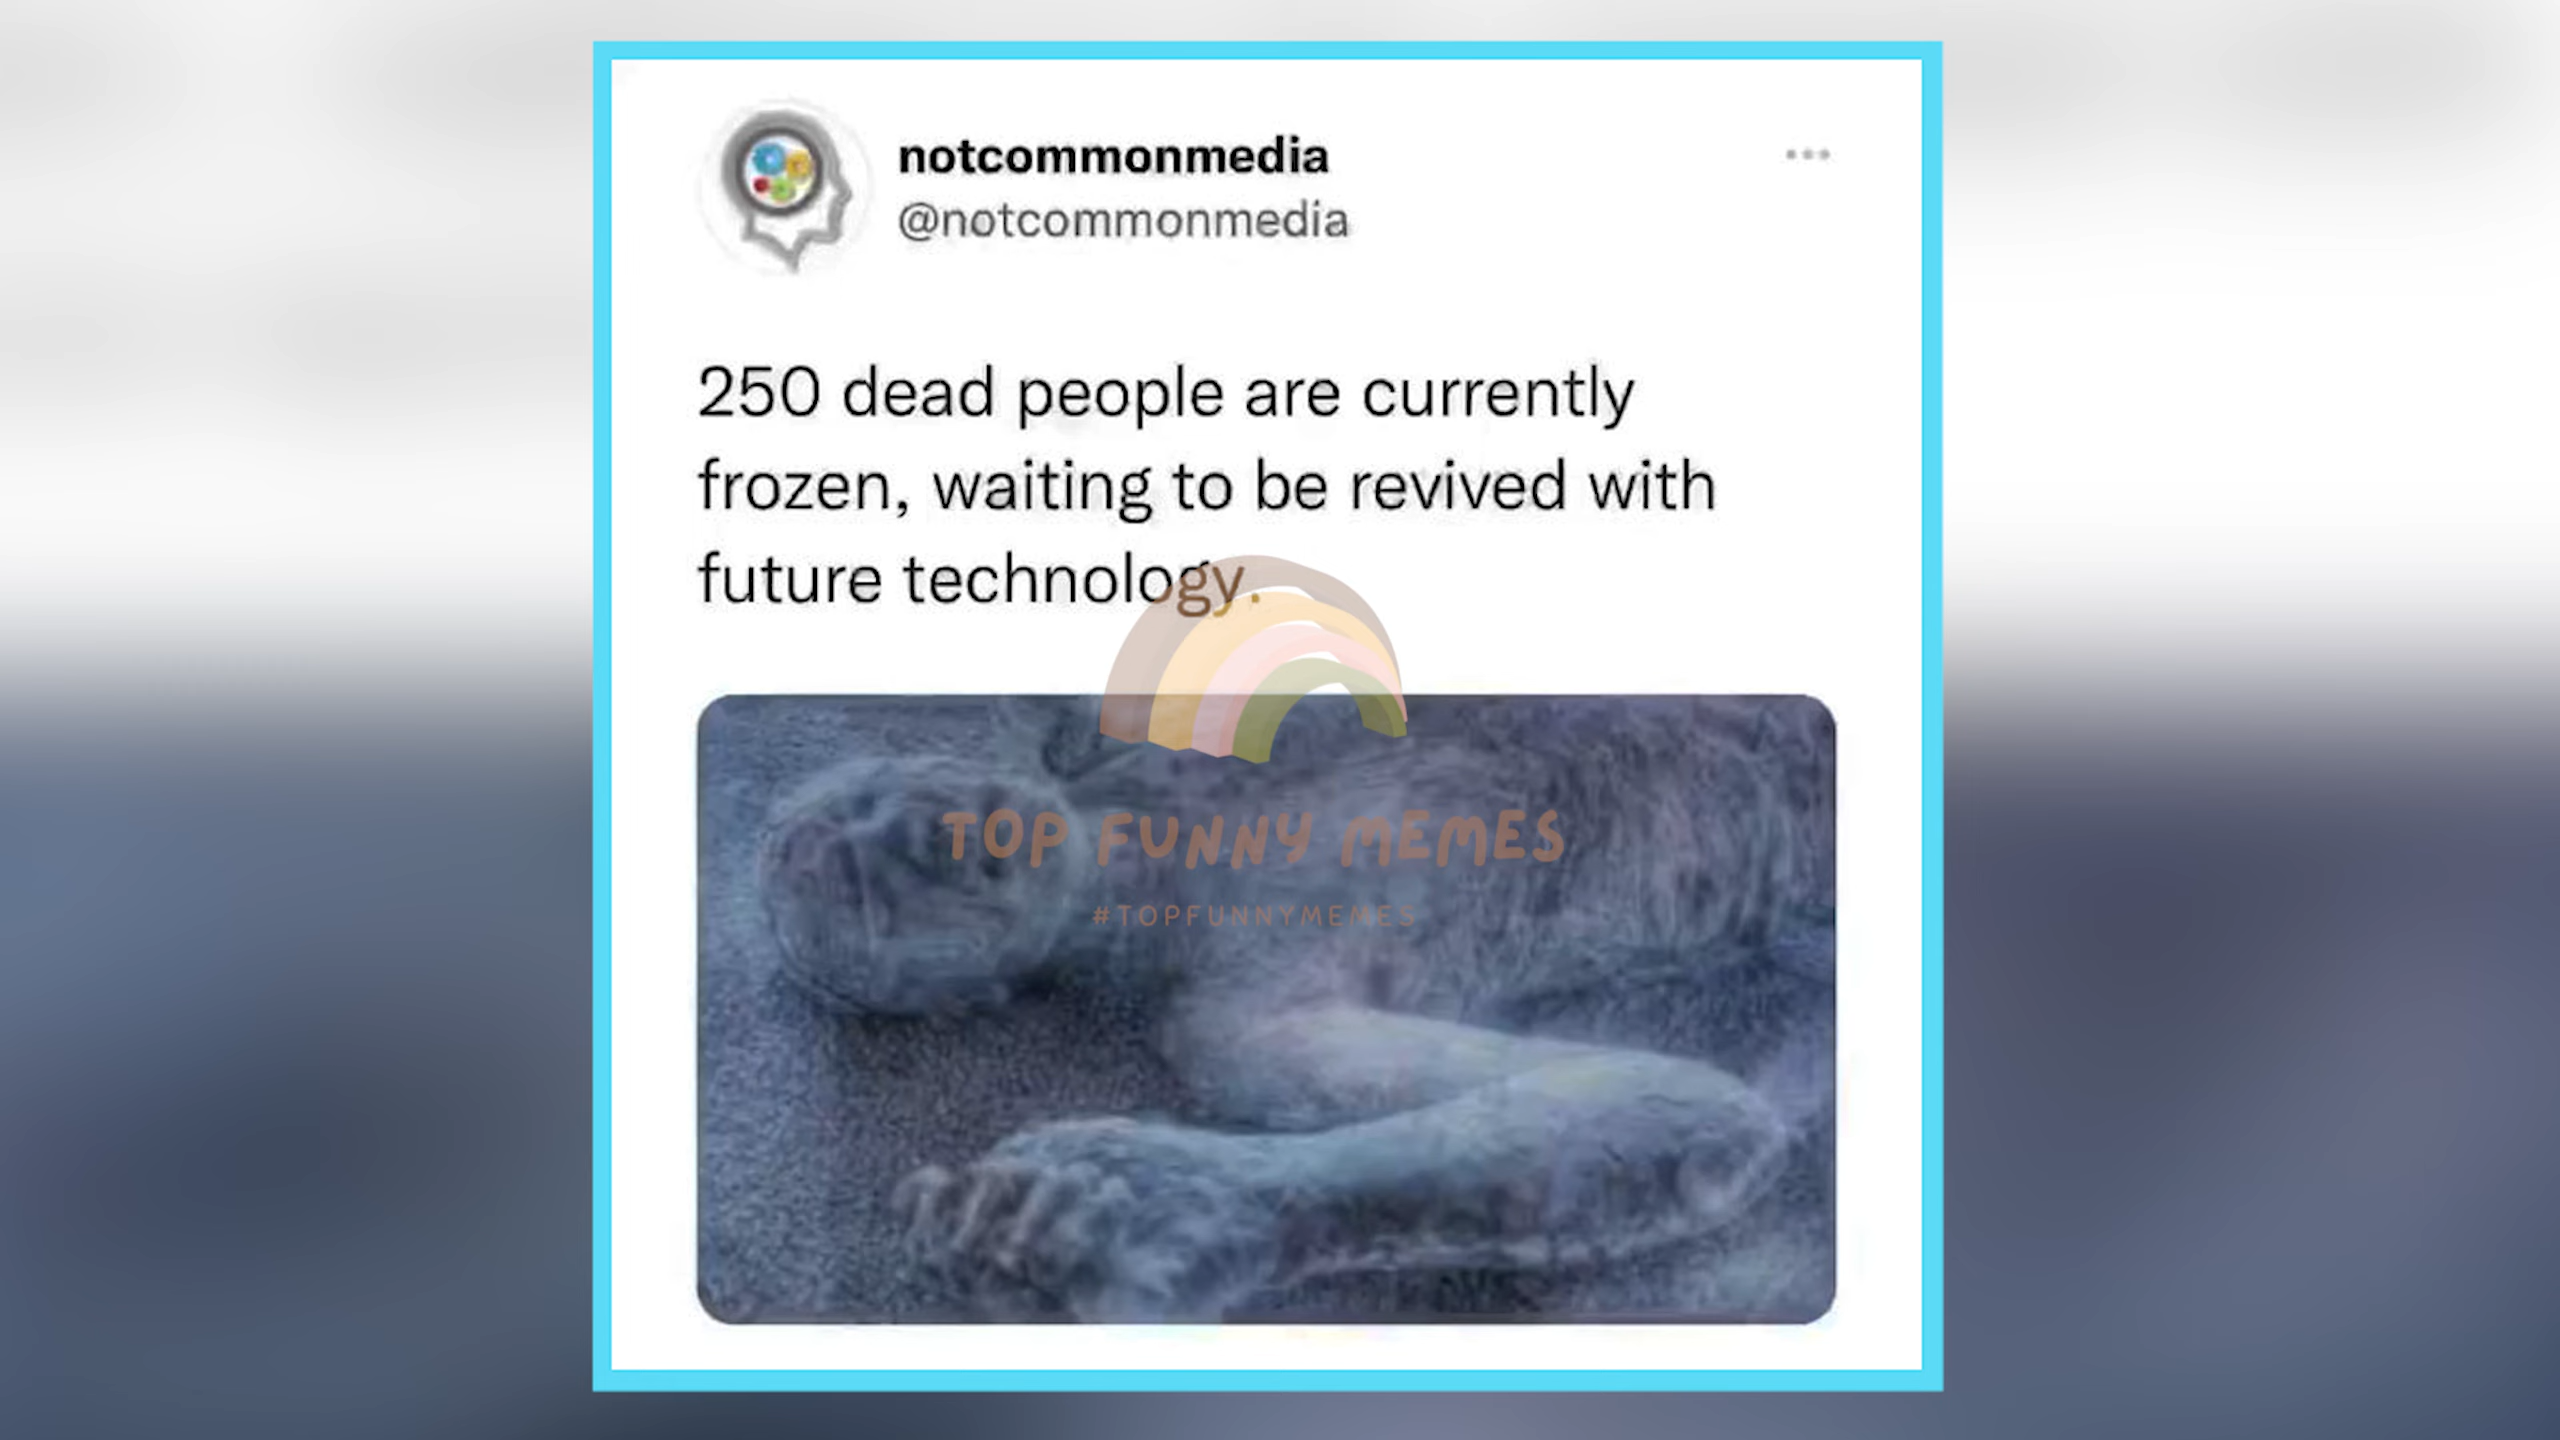 notcommonmedia
@notcommonmedia
250 dead people are currently
frozen, waiting to be revived with
future technology.
TOP FUNNY MEMES
#TOPFUNNYMEMES